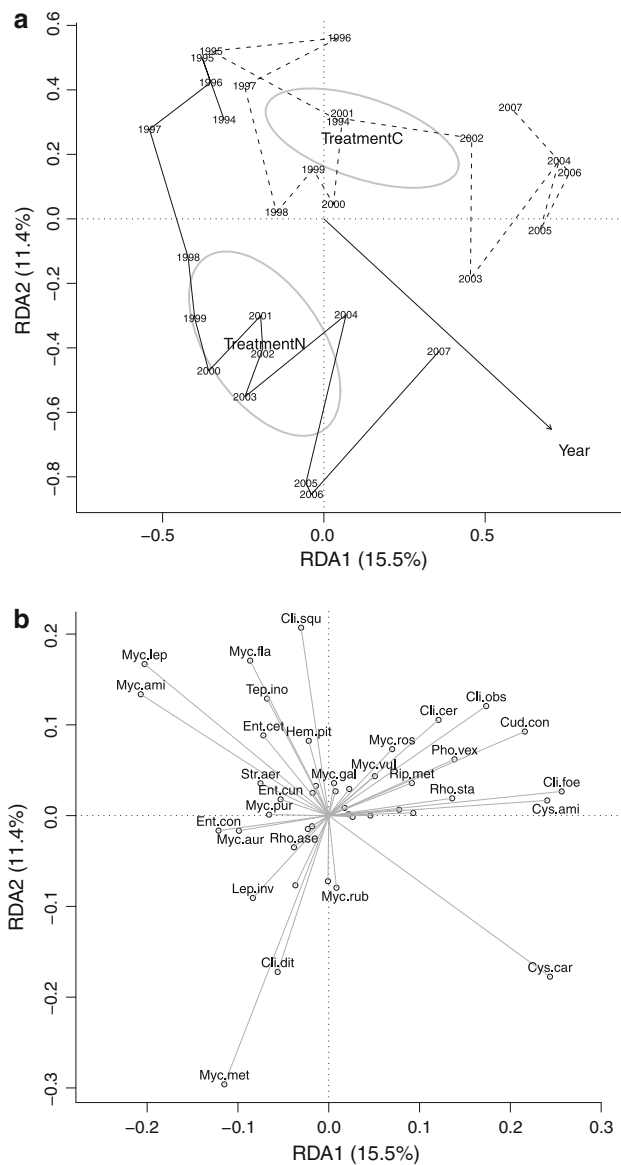 a
0.6
0.4
0.2
0.0
−0.2
−0.4
−0.6
−0.8
RDA2 (11.4%)
1996
1995
1995
1996
1997
1994
1997
2001
1994
TreatmentC
2002
2007
2004
2006
2005
1999
2000
1998
2003
1998
1999
2001
2004
TreatmentN
2002
2000
2003
2007
2005
2006
Year
−0.5
0.0
0.5
RDA1 (15.5%)
b
0.2
0.1
0.0
−0.1
−0.2
−0.3
RDA2 (11.4%)
Cli.squ
Myc.lep
Myc.fla
Myc.ami
Tep.ino
Cli.obs
Cli.cer
Cud.con
Ent.cet
Hem.pit
Myc.ros
Pho.vex
Myc.vul
Str.aer
Myc.gal
Rip.met
Cli.foe
Ent.cun
Rho.sta
Myc.pur
Cys.ami
Ent.con
Myc.aur
Rho.ase
Lep.inv
Myc.rub
Cli.dit
Cys.car
Myc.met
−0.2
−0.1
0.0
0.1
0.2
0.3
RDA1 (15.5%)